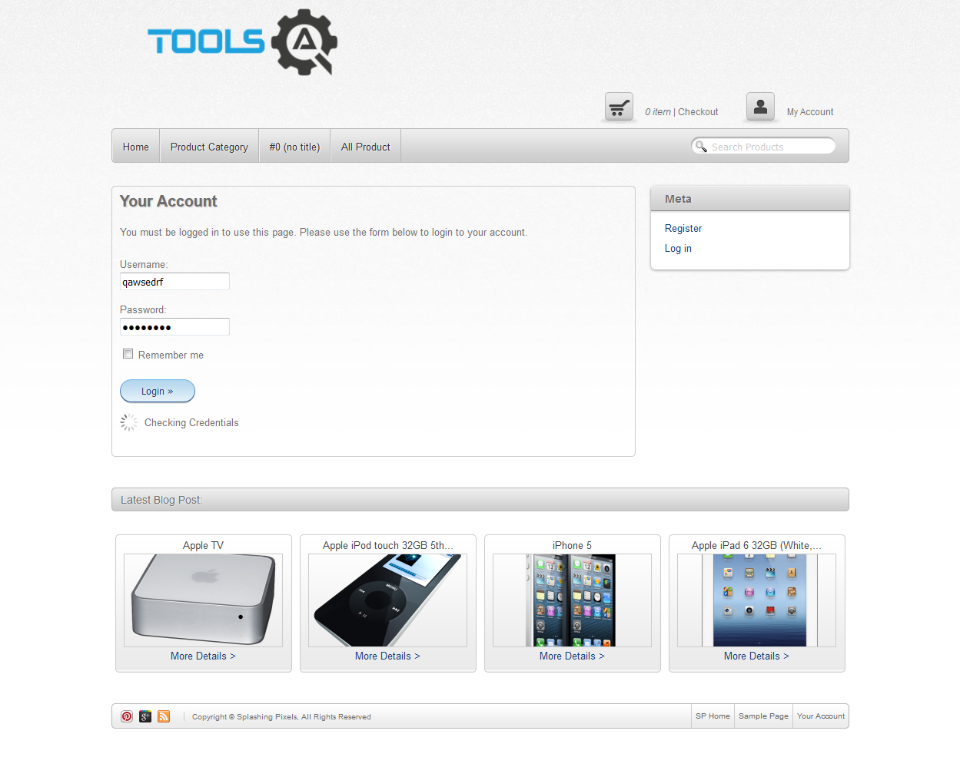 TOOLS QA
0 item | Checkout
My Account
Home
Product Category
#0 (no title)
All Product
Search Products
Your Account
You must be logged in to use this page. Please use the form below to login to your account.
Username:
qawsedrf
Password:
••••••••
Remember me
Login »
Checking Credentials
Meta
Register
Log in
Latest Blog Post:
Apple TV
Apple iPod touch 32GB 5th...
iPhone 5
Apple iPad 6 32GB (White,...
MENU
More Details >
More Details >
More Details >
More Details >
Copyright © Splashing Pixels. All Rights Reserved
SP Home
Sample Page
Your Account